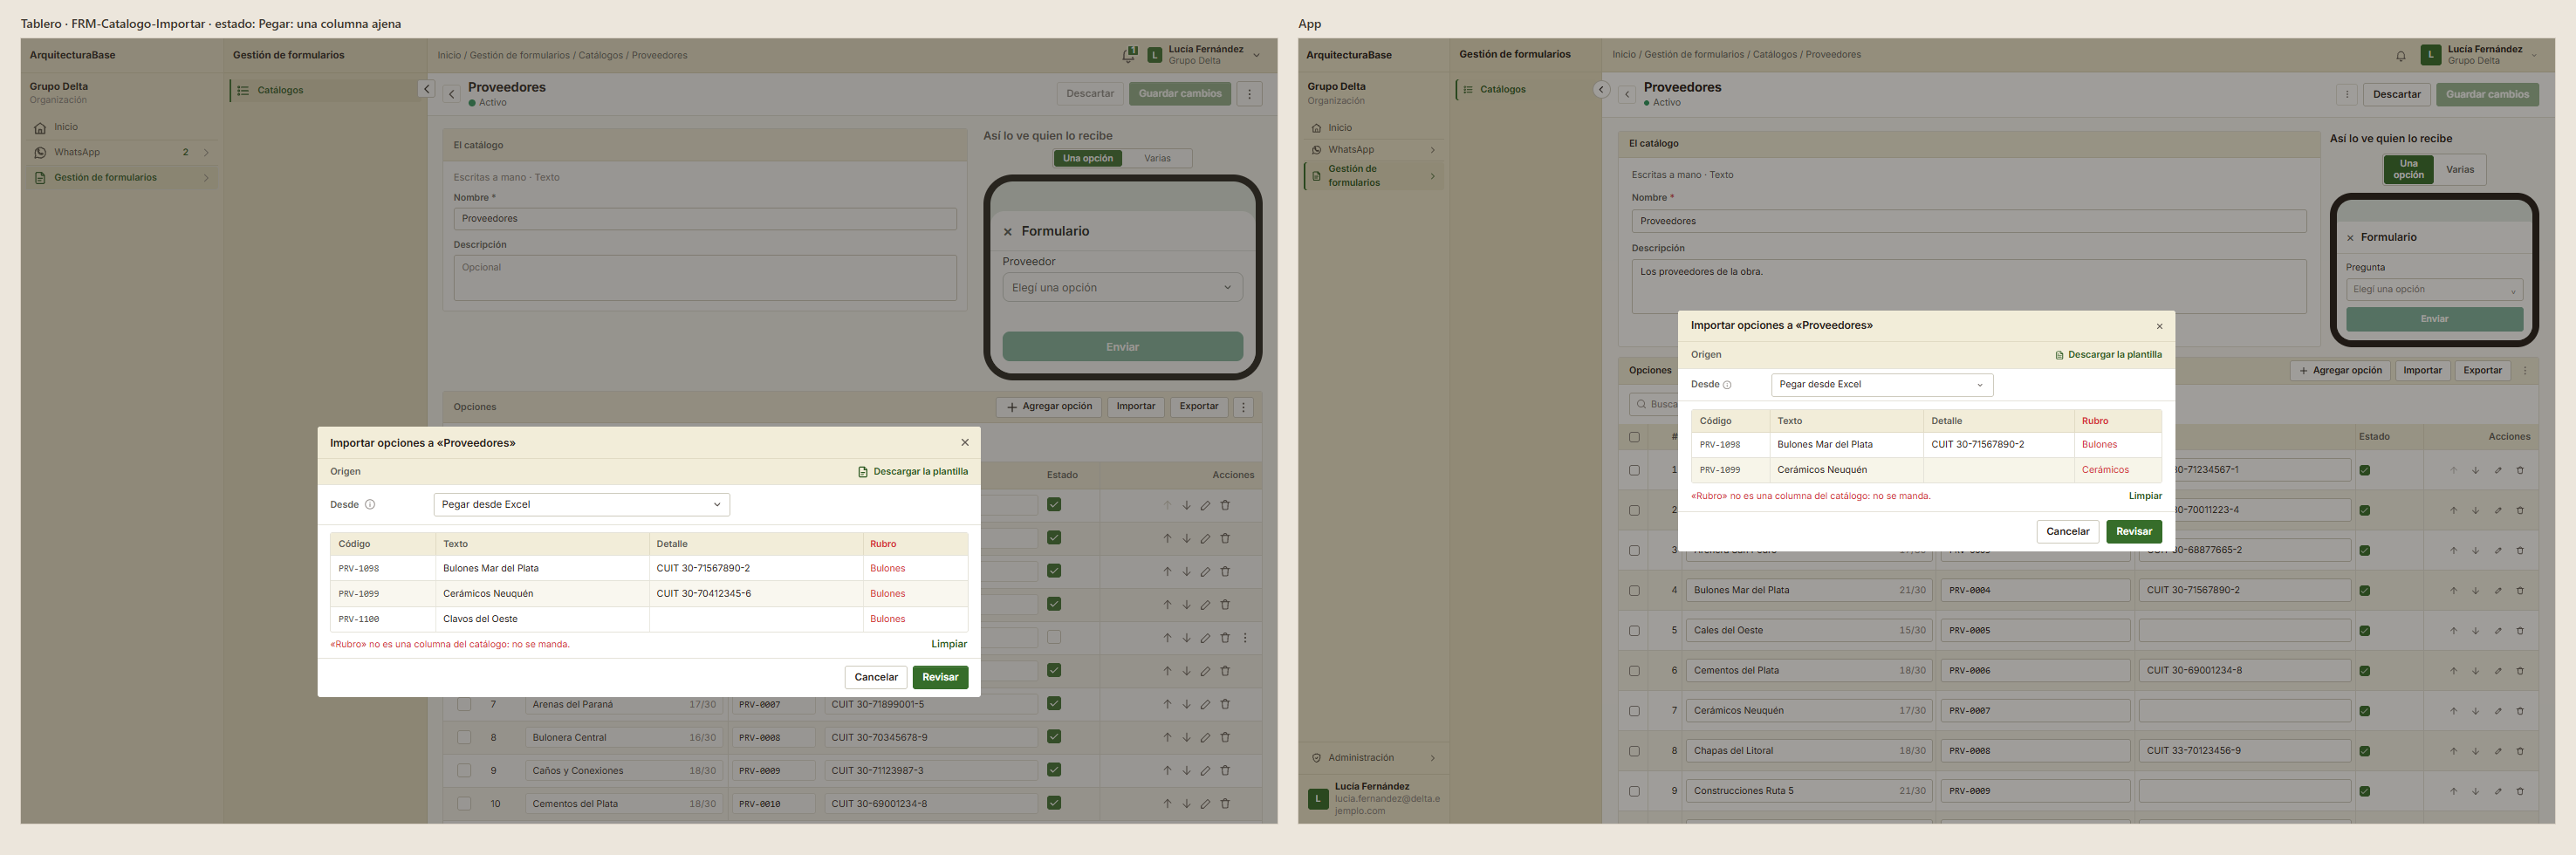 Tablero · FRM-Catalogo-Importar · estado: Pegar: una columna ajena
ArquitecturaBase
Gestión de formularios
Inicio / Gestión de formularios / Catálogos / Proveedores
1
L
Lucía Fernández
Grupo Delta
Grupo Delta
Organización
Inicio
WhatsApp 2
Gestión de formularios
Catálogos
Proveedores
Activo
Descartar
Guardar cambios
El catálogo
Escritas a mano · Texto
Nombre *
Proveedores
Descripción
Opcional
Así lo ve quien lo recibe
Una opción
Varias
Formulario
Proveedor
Elegí una opción
Enviar
Opciones
Agregar opción
Importar
Exportar
Estado
Acciones
Importar opciones a «Proveedores»
Origen
Descargar la plantilla
Desde
Pegar desde Excel
Código Texto Detalle Rubro
PRV-1098 Bulones Mar del Plata CUIT 30-71567890-2 Bulones
PRV-1099 Cerámicos Neuquén CUIT 30-70412345-6 Bulones
PRV-1100 Clavos del Oeste Bulones
«Rubro» no es una columna del catálogo: no se manda.
Limpiar
Cancelar
Revisar
7 Arenas del Paraná 17/30 PRV-0007 CUIT 30-71899001-5
8 Bulonera Central 16/30 PRV-0008 CUIT 30-70345678-9
9 Caños y Conexiones 18/30 PRV-0009 CUIT 30-71123987-3
10 Cementos del Plata 18/30 PRV-0010 CUIT 30-69001234-8
App
ArquitecturaBase
Gestión de formularios
Inicio / Gestión de formularios / Catálogos / Proveedores
L
Lucía Fernández
Grupo Delta
Grupo Delta
Organización
Inicio
WhatsApp
Gestión de
formularios
Catálogos
Proveedores
Activo
Descartar
Guardar cambios
El catálogo
Escritas a mano · Texto
Nombre *
Proveedores
Descripción
Los proveedores de la obra.
Así lo ve quien lo recibe
Una
opción
Varias
Formulario
Pregunta
Elegí una opción
Enviar
Opciones
Agregar opción
Importar
Exportar
Busca
#
Estado
Acciones
Importar opciones a «Proveedores»
Origen
Descargar la plantilla
Desde
Pegar desde Excel
Código Texto Detalle Rubro
PRV-1098 Bulones Mar del Plata CUIT 30-71567890-2 Bulones
PRV-1099 Cerámicos Neuquén Cerámicos
«Rubro» no es una columna del catálogo: no se manda.
Limpiar
Cancelar
Revisar
1 30-71234567-1
2 30-70011223-4
3 30-68877665-2
4 Bulones Mar del Plata 21/30 PRV-0004 CUIT 30-71567890-2
5 Cales del Oeste 15/30 PRV-0005
6 Cementos del Plata 18/30 PRV-0006 CUIT 30-69001234-8
7 Cerámicos Neuquén 17/30 PRV-0007
8 Chapas del Litoral 18/30 PRV-0008 CUIT 33-70123456-9
9 Construcciones Ruta 5 21/30 PRV-0009
Administración
L
Lucía Fernández
lucia.fernandez@delta.e
jemplo.com